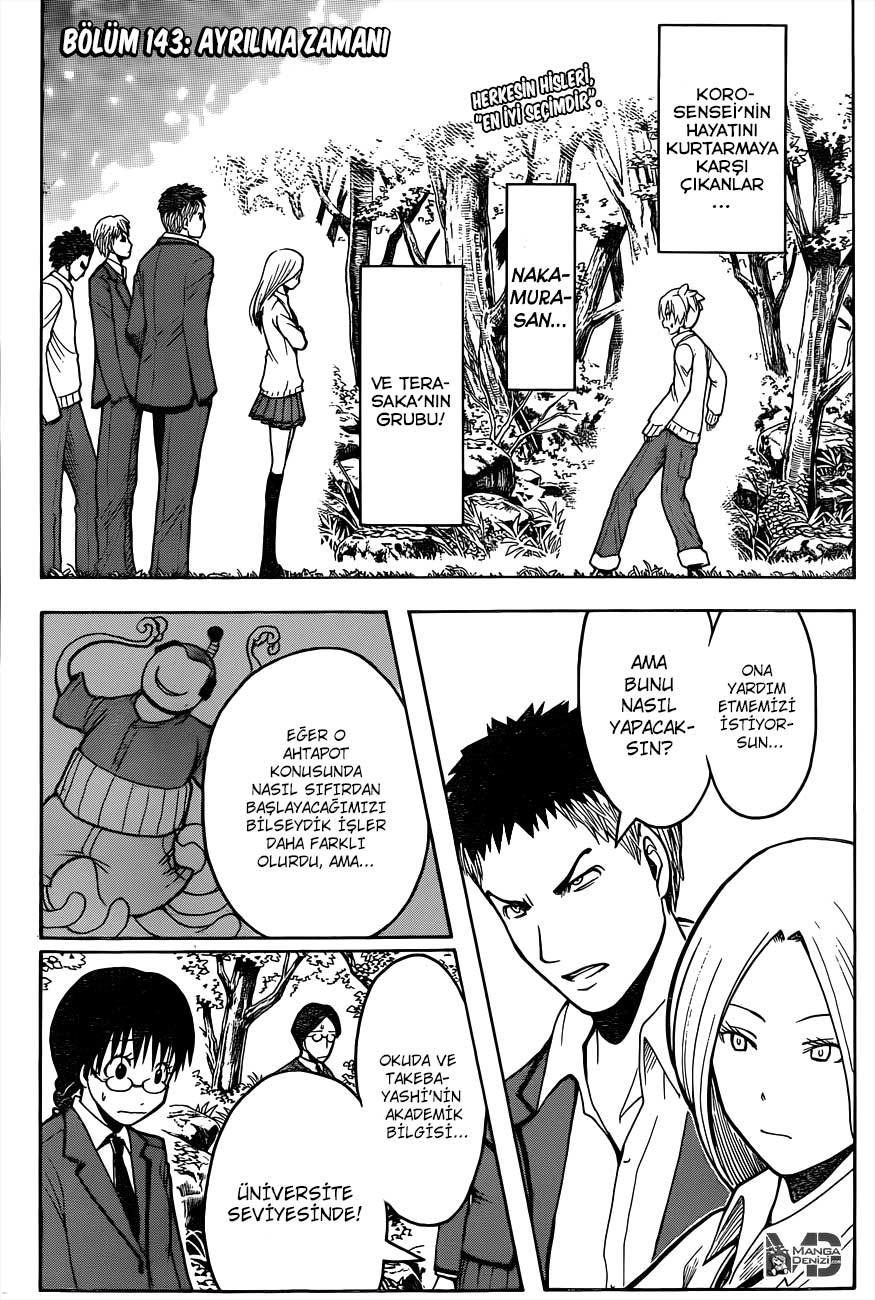 BÖLÜM 143: AYRILMA ZAMANI
HERKESİN HİSLERİ,
"EN İYİ SEÇİMDİR".
KORO-
SENSEİ'NİN
HAYATINI
KURTARMAYA
KARŞI
ÇIKANLAR
...
NAKA-
MURA-
SAN...
VE TERA-
SAKA'NIN
GRUBU!
ONA
YARDIM
ETMEMİZİ
İSTİYOR-
SUN...
AMA
BUNU
NASIL
YAPACAK-
SIN?
EĞER O
AHTAPOT
KONUSUNDA
NASIL SIFIRDAN
BAŞLAYACAĞIMIZI
BİLSEYDİK İŞLER
DAHA FARKLI
OLURDU, AMA...
OKUDA VE
TAKEBA-
YASHİ'NİN
AKADEMİK
BİLGİSİ...
ÜNİVERSİTE
SEVİYESİNDE!
MANGA
DENİZİ.com